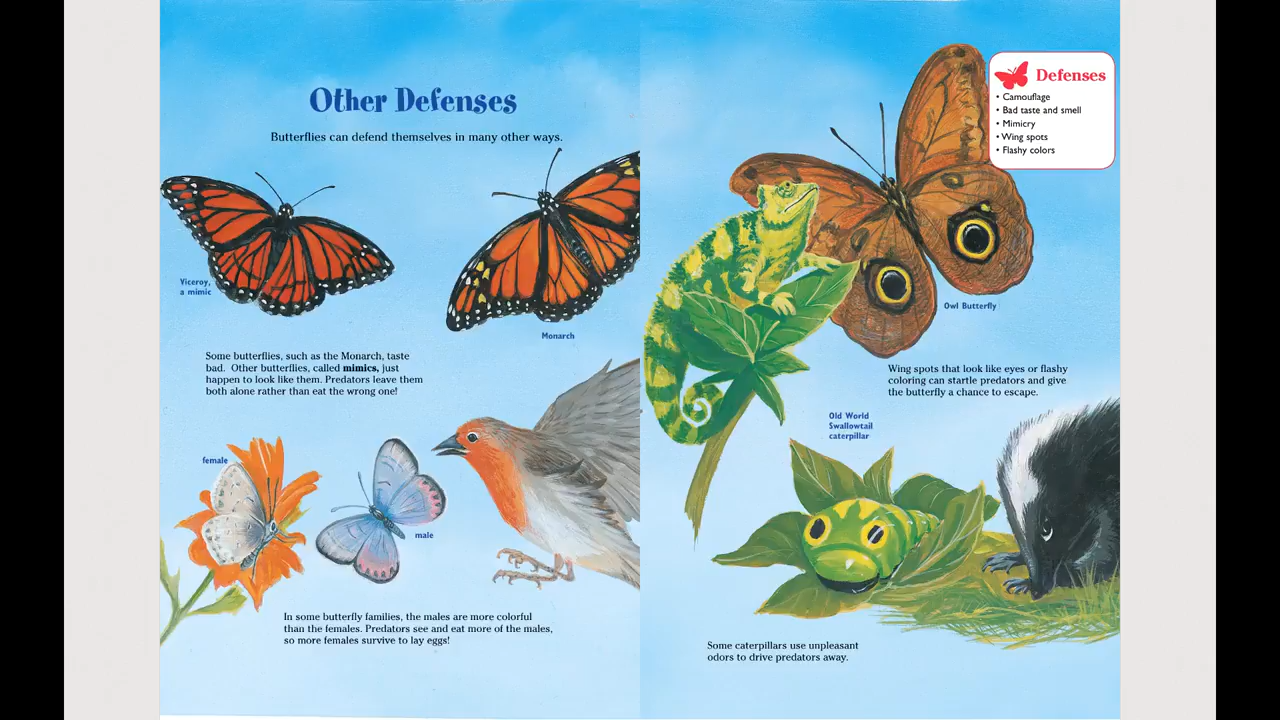 Other Defenses
Butterflies can defend themselves in many other ways.
Viceroy,
a mimic
Monarch
Some butterflies, such as the Monarch, taste
bad. Other butterflies, called mimics, just
happen to look like them. Predators leave them
both alone rather than eat the wrong one!
female
male
In some butterfly families, the males are more colorful
than the females. Predators see and eat more of the males,
so more females survive to lay eggs!
Defenses
• Camouflage
• Bad taste and smell
• Mimicry
• Wing spots
• Flashy colors
Owl Butterfly
Wing spots that look like eyes or flashy
coloring can startle predators and give
the butterfly a chance to escape.
Old World
Swallowtail
caterpillar
Some caterpillars use unpleasant
odors to drive predators away.